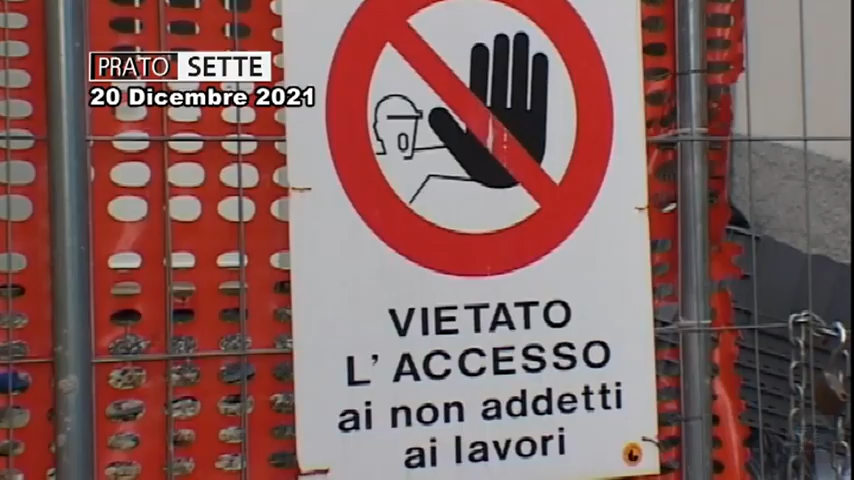 PRATO SETTE
20 Dicembre 2021
VIETATO
L'ACCESSO
ai non addetti
ai lavori